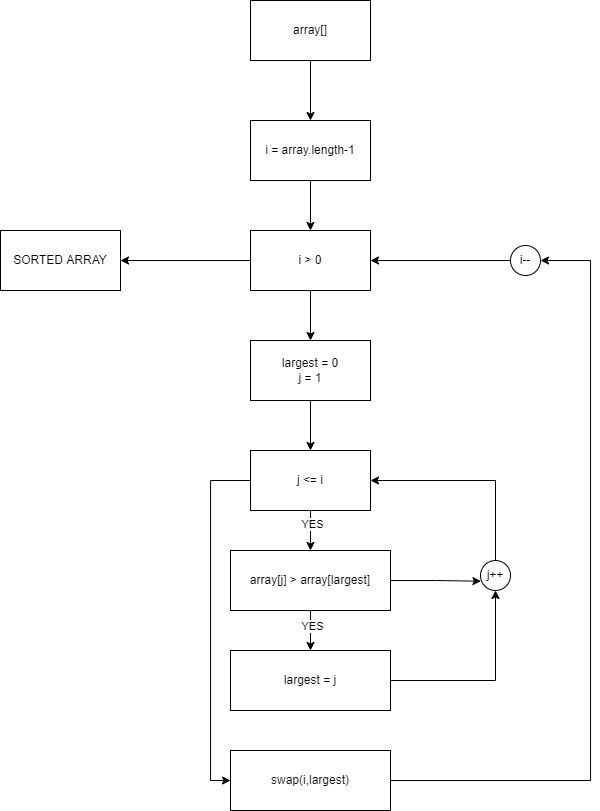 array[]
i = array.length-1
SORTED ARRAY
i > 0
i--
largest = 0
j = 1
j <= i
YES
array[j] > array[largest]
j++
YES
largest = j
swap(i,largest)